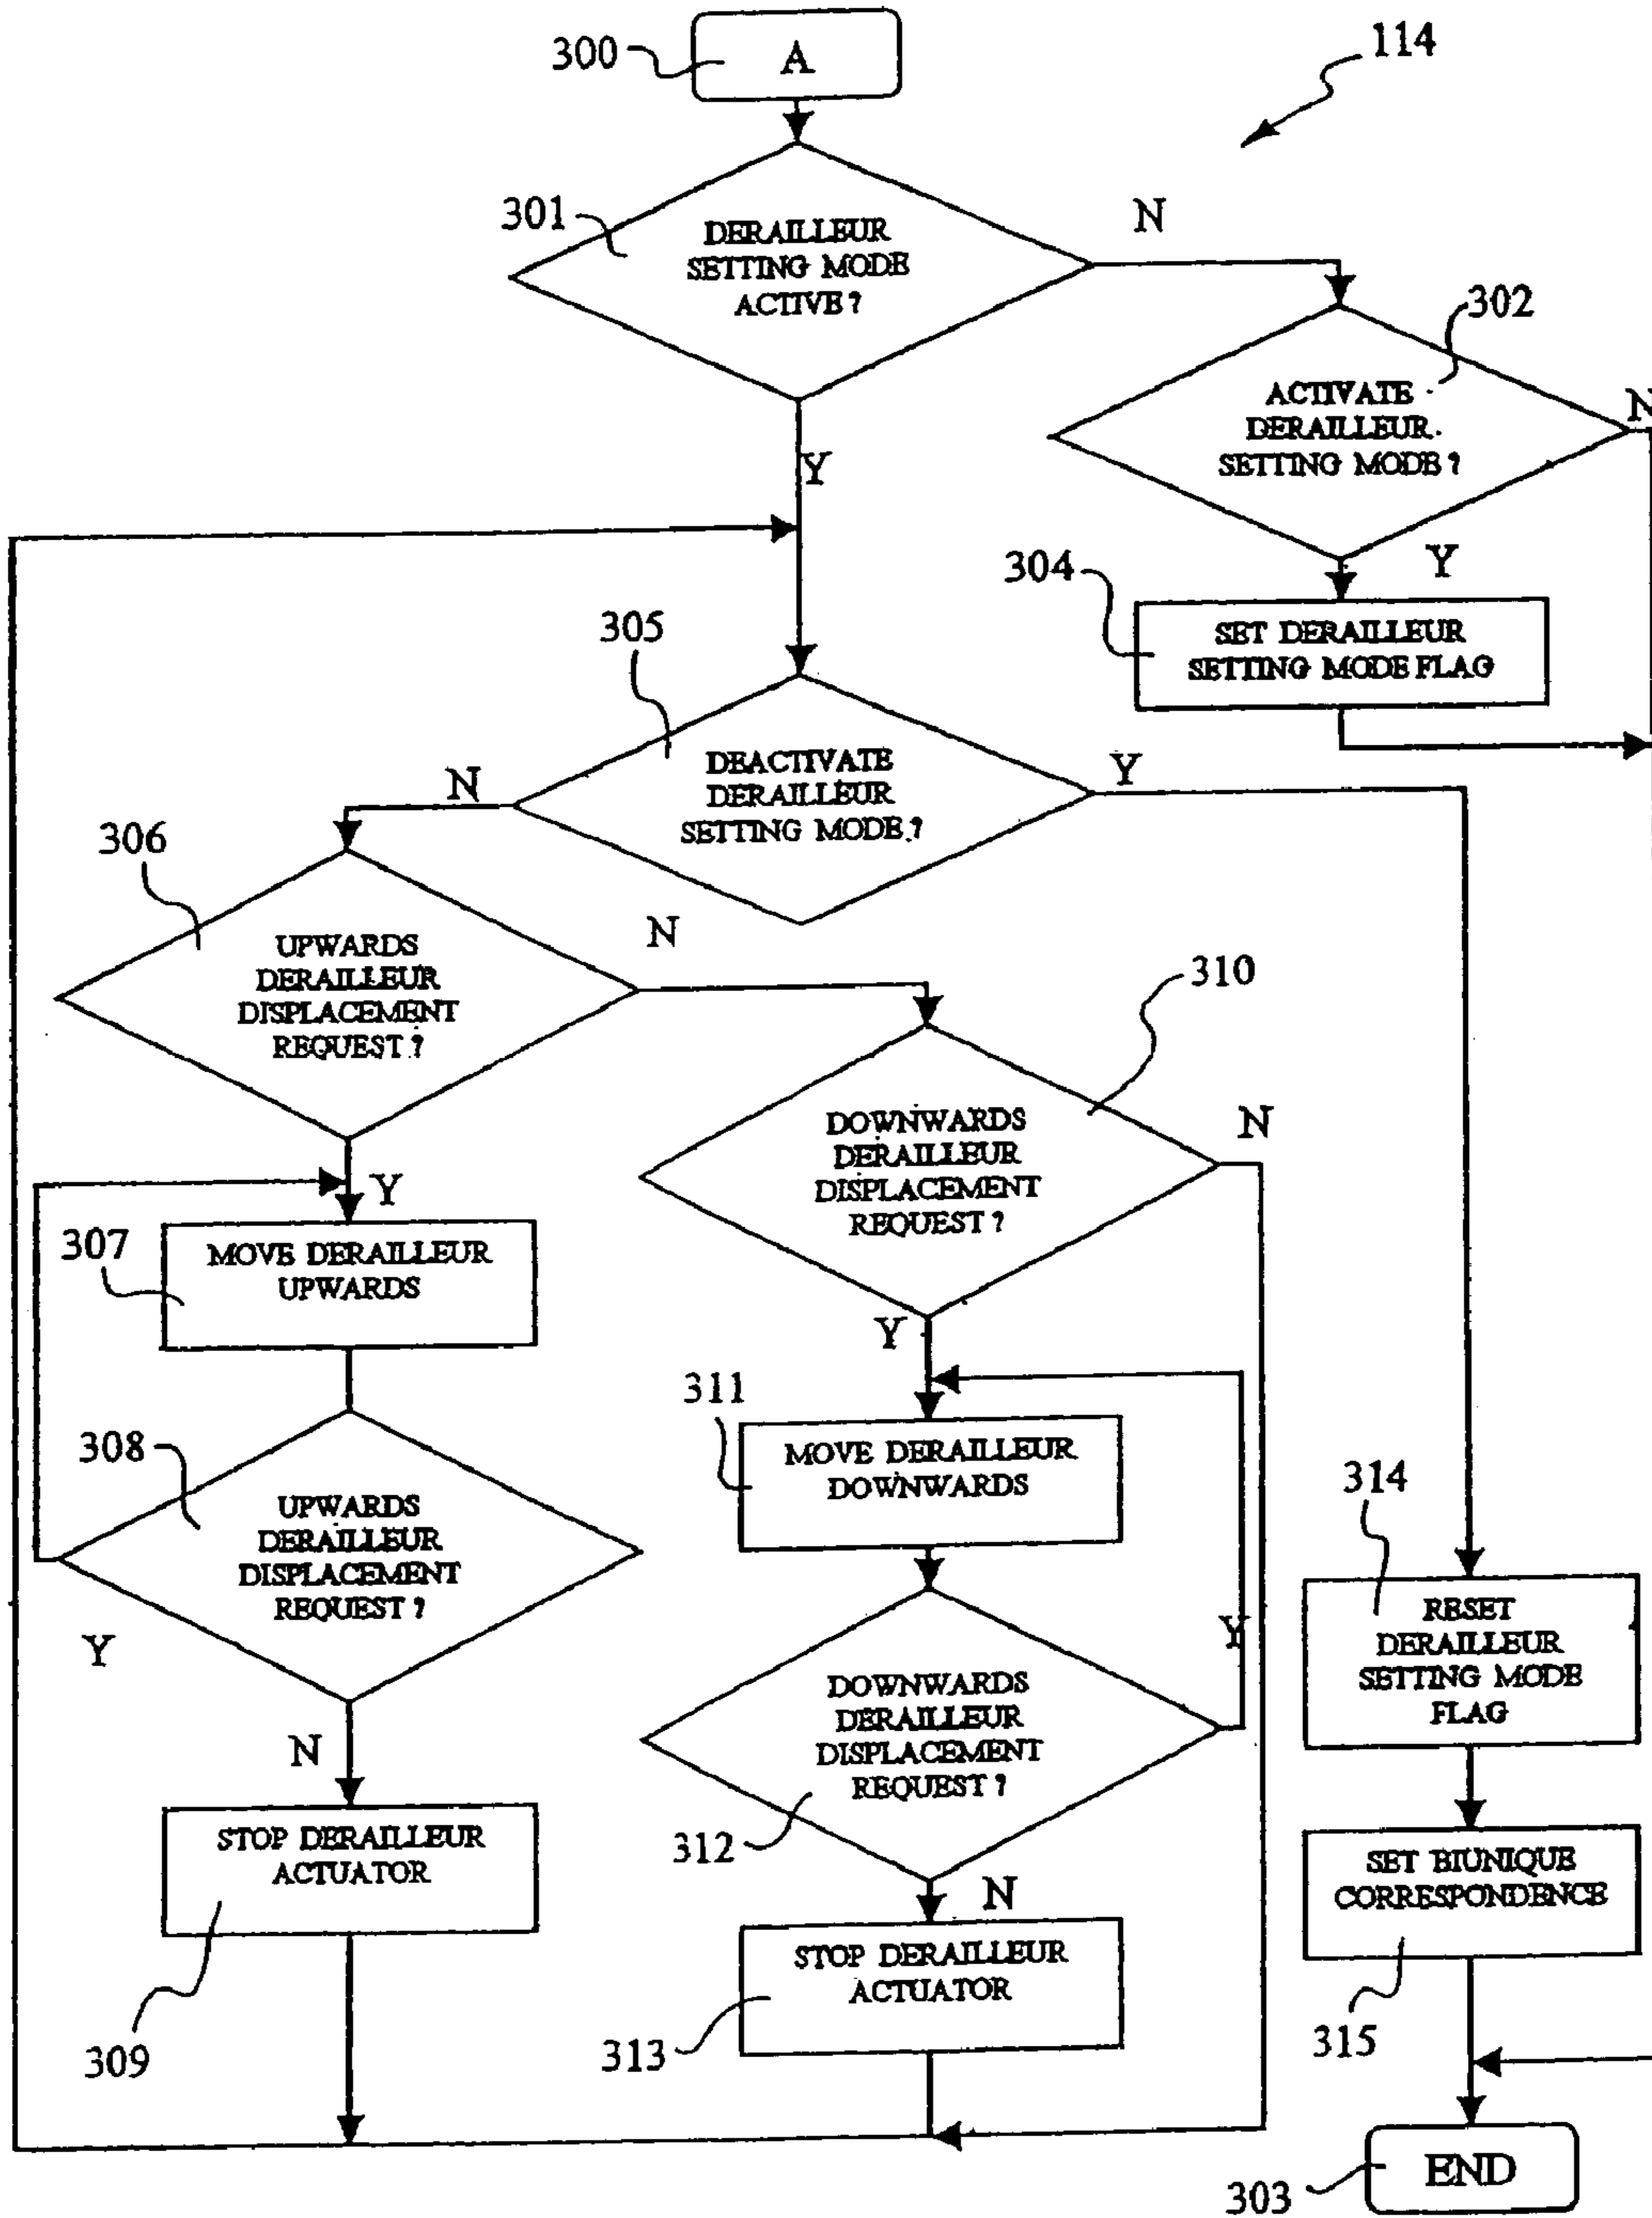 300
A
114
301
DERAILLEUR
SETTING MODE
ACTIVE?
N
302
ACTIVATE
DERAILLEUR
SETTING MODE?
N
Y
304
Y
SET DERAILLEUR
SETTING MODE FLAG
305
DEACTIVATE
DERAILLEUR
SETTING MODE?
N
Y
306
UPWARDS
DERAILLEUR
DISPLACEMENT
REQUEST?
N
310
DOWNWARDS
DERAILLEUR
DISPLACEMENT
REQUEST?
N
Y
307
MOVE DERAILLEUR
UPWARDS
Y
311
MOVE DERAILLEUR
DOWNWARDS
308
UPWARDS
DERAILLEUR
DISPLACEMENT
REQUEST?
Y
N
314
RESET
DERAILLEUR
SETTING MODE
FLAG
Y
DOWNWARDS
DERAILLEUR
DISPLACEMENT
REQUEST?
312
N
STOP DERAILLEUR
ACTUATOR
309
STOP DERAILLEUR
ACTUATOR
313
SET BIUNIQUE
CORRESPONDENCE
315
END
303